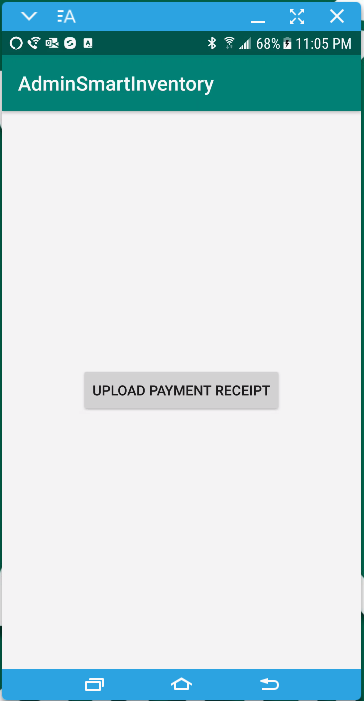 68% 11:05 PM
AdminSmartInventory
UPLOAD PAYMENT RECEIPT